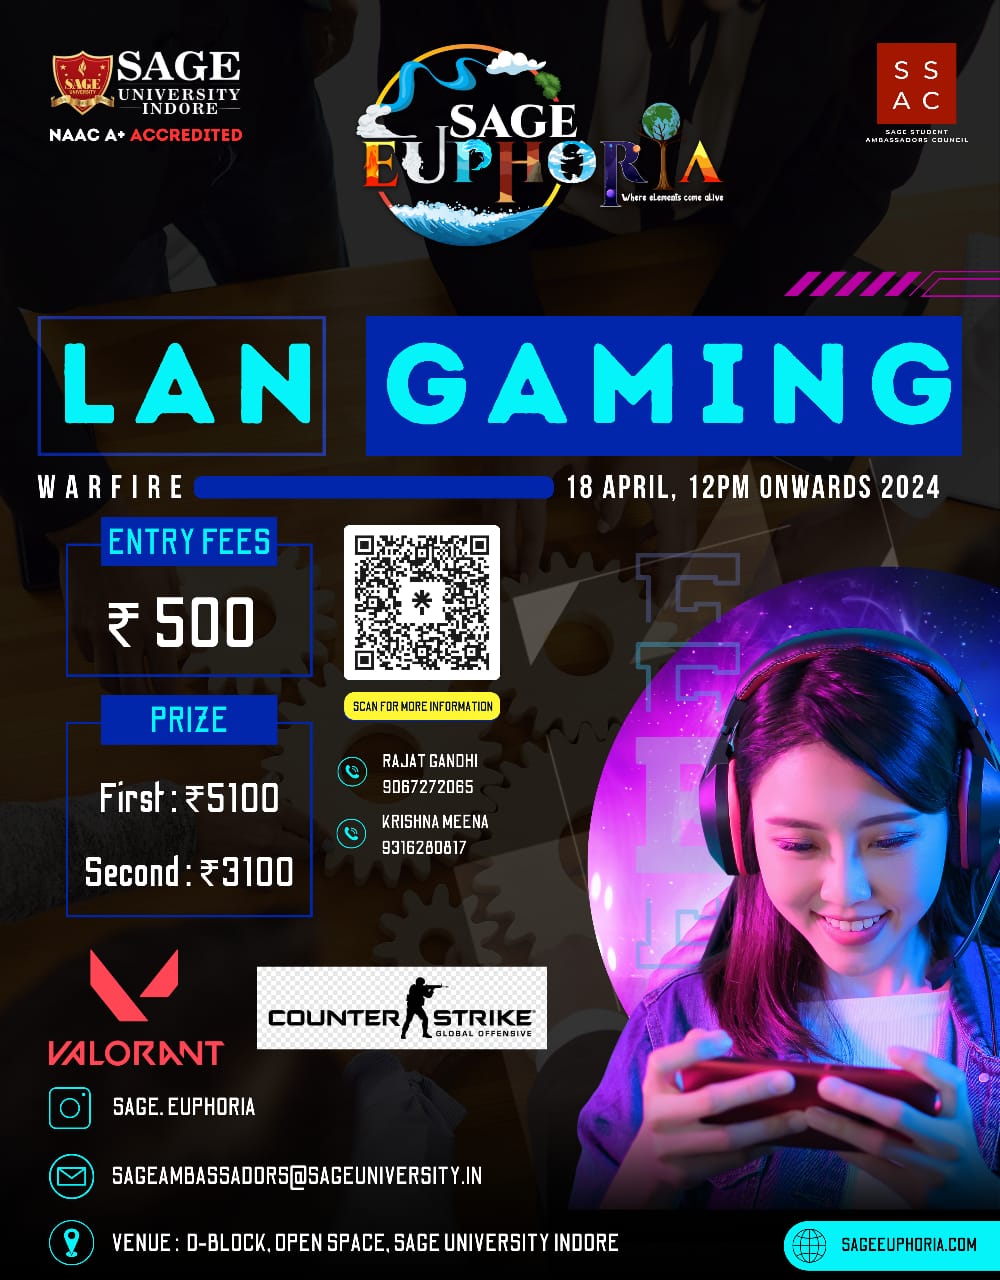 SAGE
UNIVERSITY
INDORE
NAAC A+ ACCREDITED
SAGE
UNIVERSITY
SAGE
EUPHORIA
Where elements come alive
S S
A C
SAGE STUDENT
AMBASSADORS COUNCIL
LAN GAMING
WARFIRE
18 APRIL, 12PM ONWARDS 2024
ENTRY FEES
₹ 500
PRIZE
First : ₹5100
Second : ₹3100
SCAN FOR MORE INFORMATION
RAJAT GANDHI
9067272065
KRISHNA MEENA
9316280817
VALORANT
COUNTER STRIKE
GLOBAL OFFENSIVE
SAGE. EUPHORIA
SAGEAMBASSADORS@SAGEUNIVERSITY.IN
VENUE : D-BLOCK, OPEN SPACE, SAGE UNIVERSITY INDORE
SAGEEUPHORIA.COM